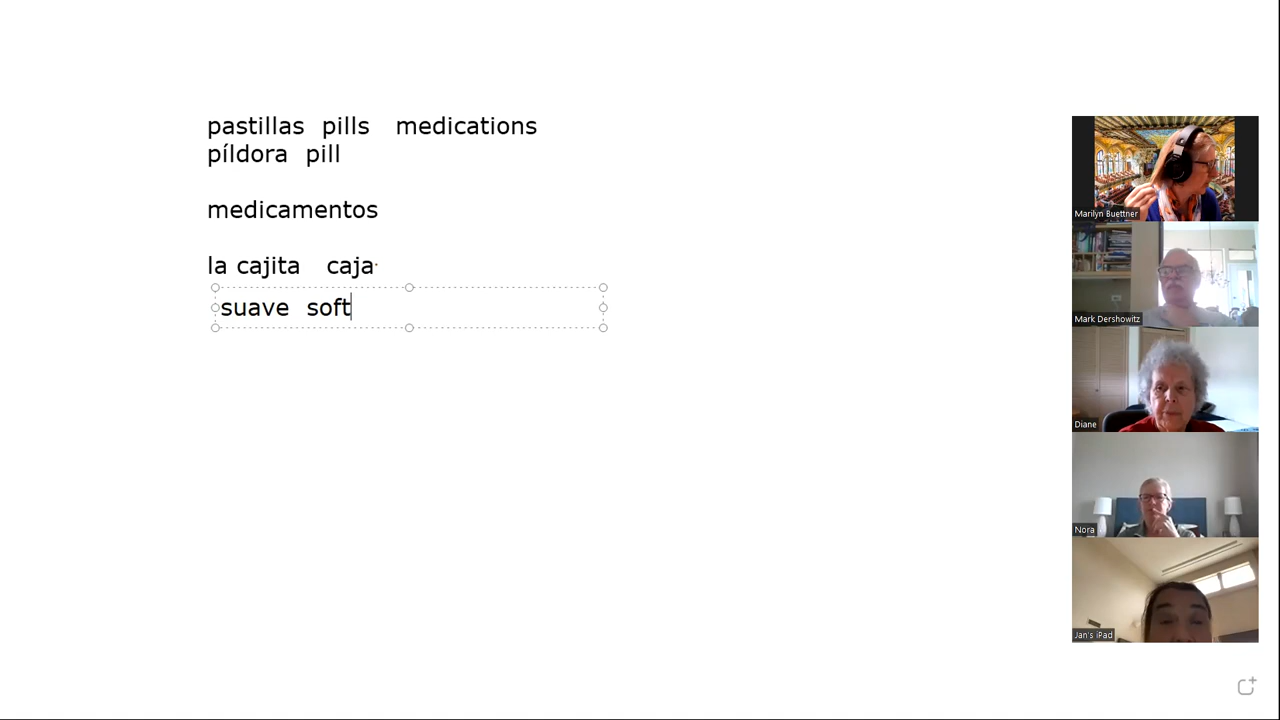 pastillas pills medications
píldora pill
medicamentos
la cajita caja
suave soft
Marilyn Buettner
Mark Dershowitz
Diane
Nora
Jan's iPad